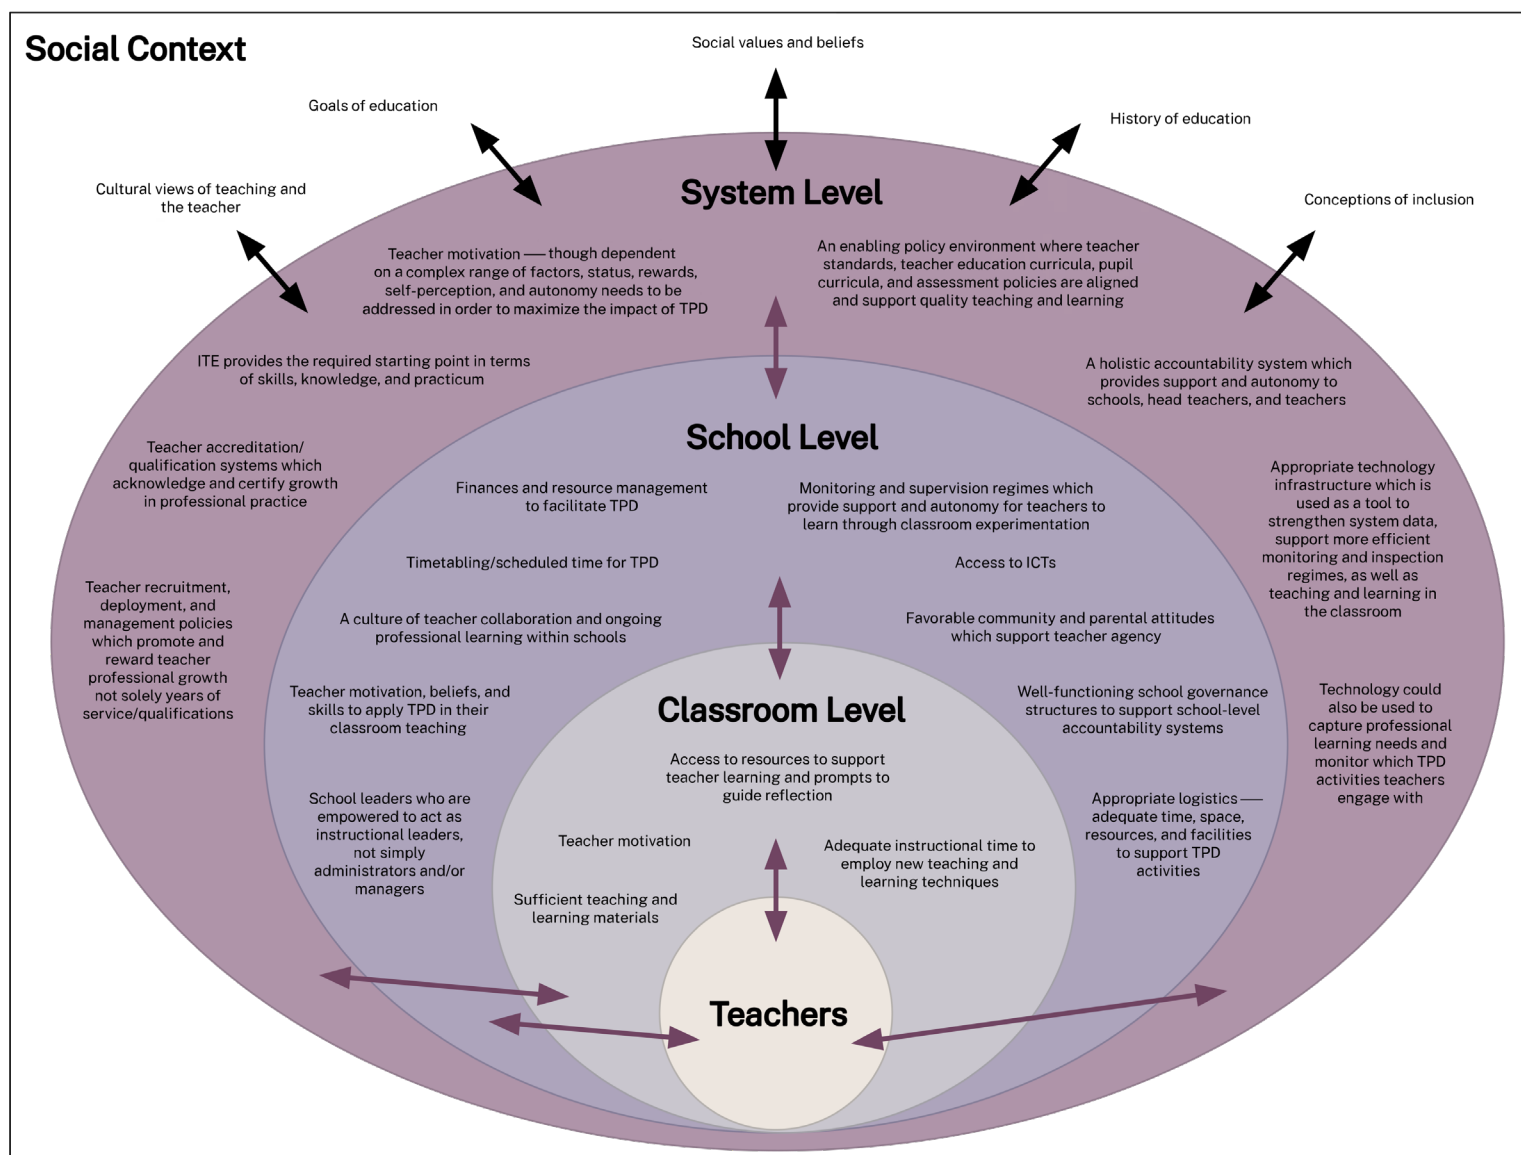 Social Context
Social values and beliefs
Goals of education
History of education
Cultural views of teaching and
the teacher
Conceptions of inclusion
System Level
Teacher motivation — though dependent
on a complex range of factors, status, rewards,
self-perception, and autonomy needs to be
addressed in order to maximize the impact of TPD
An enabling policy environment where teacher
standards, teacher education curricula, pupil
curricula, and assessment policies are aligned
and support quality teaching and learning
ITE provides the required starting point in terms
of skills, knowledge, and practicum
A holistic accountability system which
provides support and autonomy to
schools, head teachers, and teachers
Teacher accreditation/
qualification systems which
acknowledge and certify growth
in professional practice
Appropriate technology
infrastructure which is
used as a tool to
strengthen system data,
support more efficient
monitoring and inspection
regimes, as well as
teaching and learning in
the classroom
Teacher recruitment,
deployment, and
management policies
which promote and
reward teacher
professional growth
not solely years of
service/qualifications
Technology could
also be used to
capture professional
learning needs and
monitor which TPD
activities teachers
engage with
School Level
Finances and resource management
to facilitate TPD
Monitoring and supervision regimes which
provide support and autonomy for teachers to
learn through classroom experimentation
Timetabling/scheduled time for TPD
Access to ICTs
A culture of teacher collaboration and ongoing
professional learning within schools
Favorable community and parental attitudes
which support teacher agency
Teacher motivation, beliefs, and
skills to apply TPD in their
classroom teaching
Well-functioning school governance
structures to support school-level
accountability systems
School leaders who are
empowered to act as
instructional leaders,
not simply
administrators and/or
managers
Appropriate logistics —
adequate time, space,
resources, and facilities
to support TPD
activities
Classroom Level
Access to resources to support
teacher learning and prompts to
guide reflection
Teacher motivation
Adequate instructional time to
employ new teaching and
learning techniques
Sufficient teaching and
learning materials
Teachers